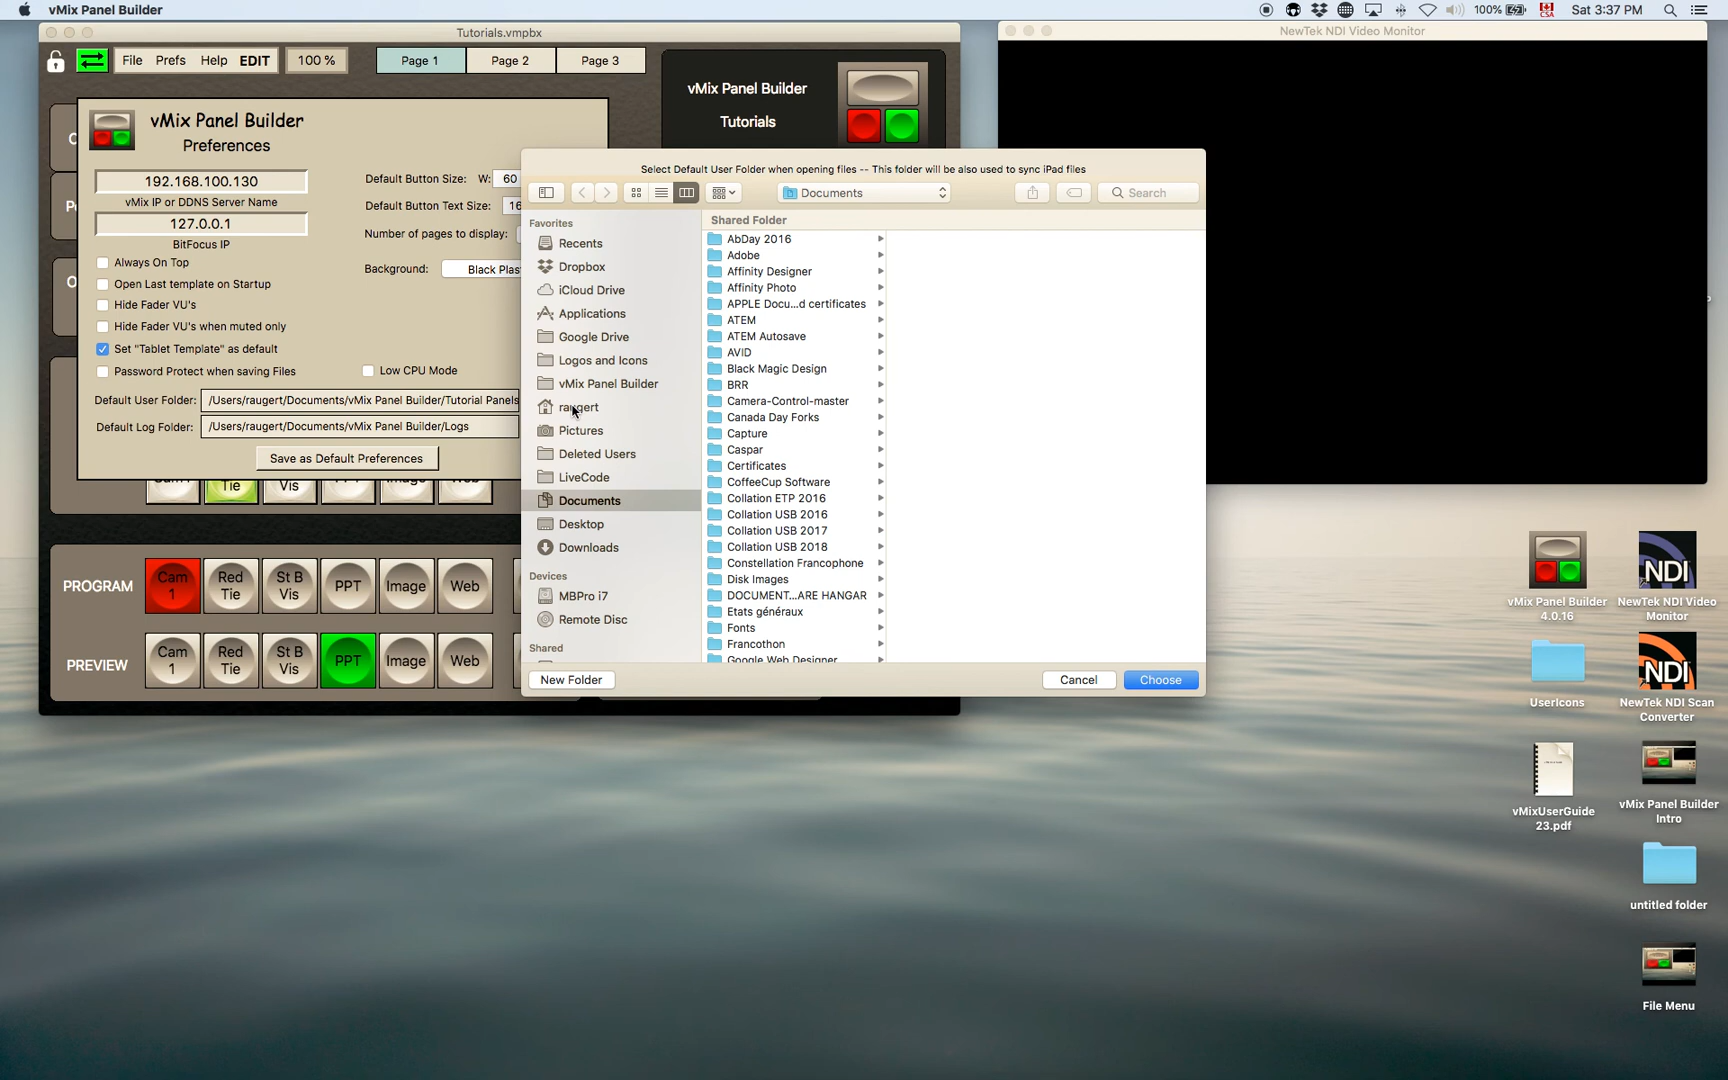 vMix Panel Builder
100%
CSA
Sat 3:37 PM
Tutorials.vmpbx
NewTek NDI Video Monitor
File Prefs Help EDIT
100 %
Page 1
Page 2
Page 3
vMix Panel Builder
Tutorials
vMix Panel Builder
Preferences
192.168.100.130
vMix IP or DDNS Server Name
127.0.0.1
BitFocus IP
Always On Top
Open Last template on Startup
Hide Fader VU's
Hide Fader VU's when muted only
Set "Tablet Template" as default
Password Protect when saving Files
Low CPU Mode
Default Button Size: W: 60
Default Button Text Size: 16
Number of pages to display:
Background: Black Plas
Default User Folder: /Users/raugert/Documents/vMix Panel Builder/Tutorial Panels
Default Log Folder: /Users/raugert/Documents/vMix Panel Builder/Logs
Save as Default Preferences
Select Default User Folder when opening files -- This folder will be also used to sync iPad files
Documents
Search
Favorites
Recents
Dropbox
iCloud Drive
Applications
Google Drive
Logos and Icons
vMix Panel Builder
raugert
Pictures
Deleted Users
LiveCode
Documents
Desktop
Downloads
Devices
MBPro i7
Remote Disc
Shared
Shared Folder
AbDay 2016
Adobe
Affinity Designer
Affinity Photo
APPLE Docu...d certificates
ATEM
ATEM Autosave
AVID
Black Magic Design
BRR
Camera-Control-master
Canada Day Forks
Capture
Caspar
Certificates
CoffeeCup Software
Collation ETP 2016
Collation USB 2016
Collation USB 2017
Collation USB 2018
Constellation Francophone
Disk Images
DOCUMENT...ARE HANGAR
Etats généraux
Fonts
Francothon
Google Web Designer
New Folder
Cancel
Choose
Tie
Vis
PROGRAM
Cam 1
Red Tie
St B Vis
PPT
Image
Web
PREVIEW
Cam 1
Red Tie
St B Vis
PPT
Image
Web
NDI
vMix Panel Builder 4.0.16
NewTek NDI Video Monitor
NDI
UserIcons
NewTek NDI Scan Converter
vMixUserGuide 23.pdf
vMix Panel Builder Intro
untitled folder
File Menu